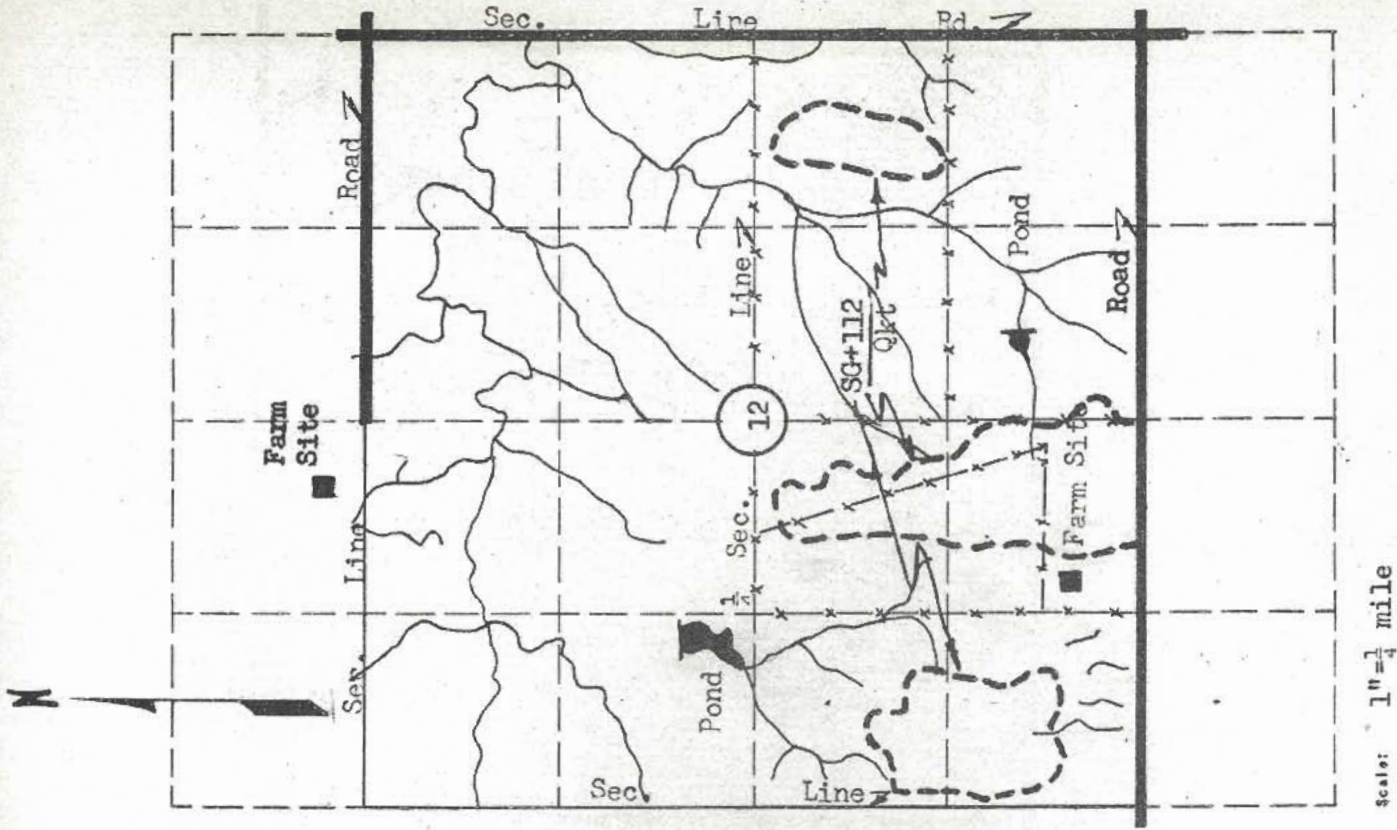 Sec. Line Rd.
Road
Farm
Site
Line
Sec.
N
Line
12
Sec.
SG+112
Qkt
Pond
Road
Farm Site
Pond
Sec.
Line
Scale: 1"=1/4 mile